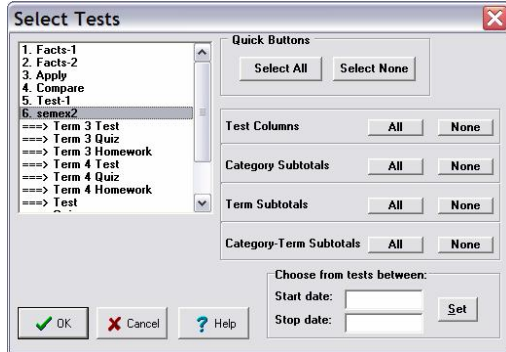 Select Tests
1. Facts-1
2. Facts-2
3. Apply
4. Compare
5. Test-1
6. semex2
===> Term 3 Test
===> Term 3 Quiz
===> Term 3 Homework
===> Term 4 Test
===> Term 4 Quiz
===> Term 4 Homework
===> Test
Quick Buttons
Select All Select None
Test Columns All None
Category Subtotals All None
Term Subtotals All None
Category-Term Subtotals All None
Choose from tests between:
Start date:
Stop date:
Set
OK Cancel Help